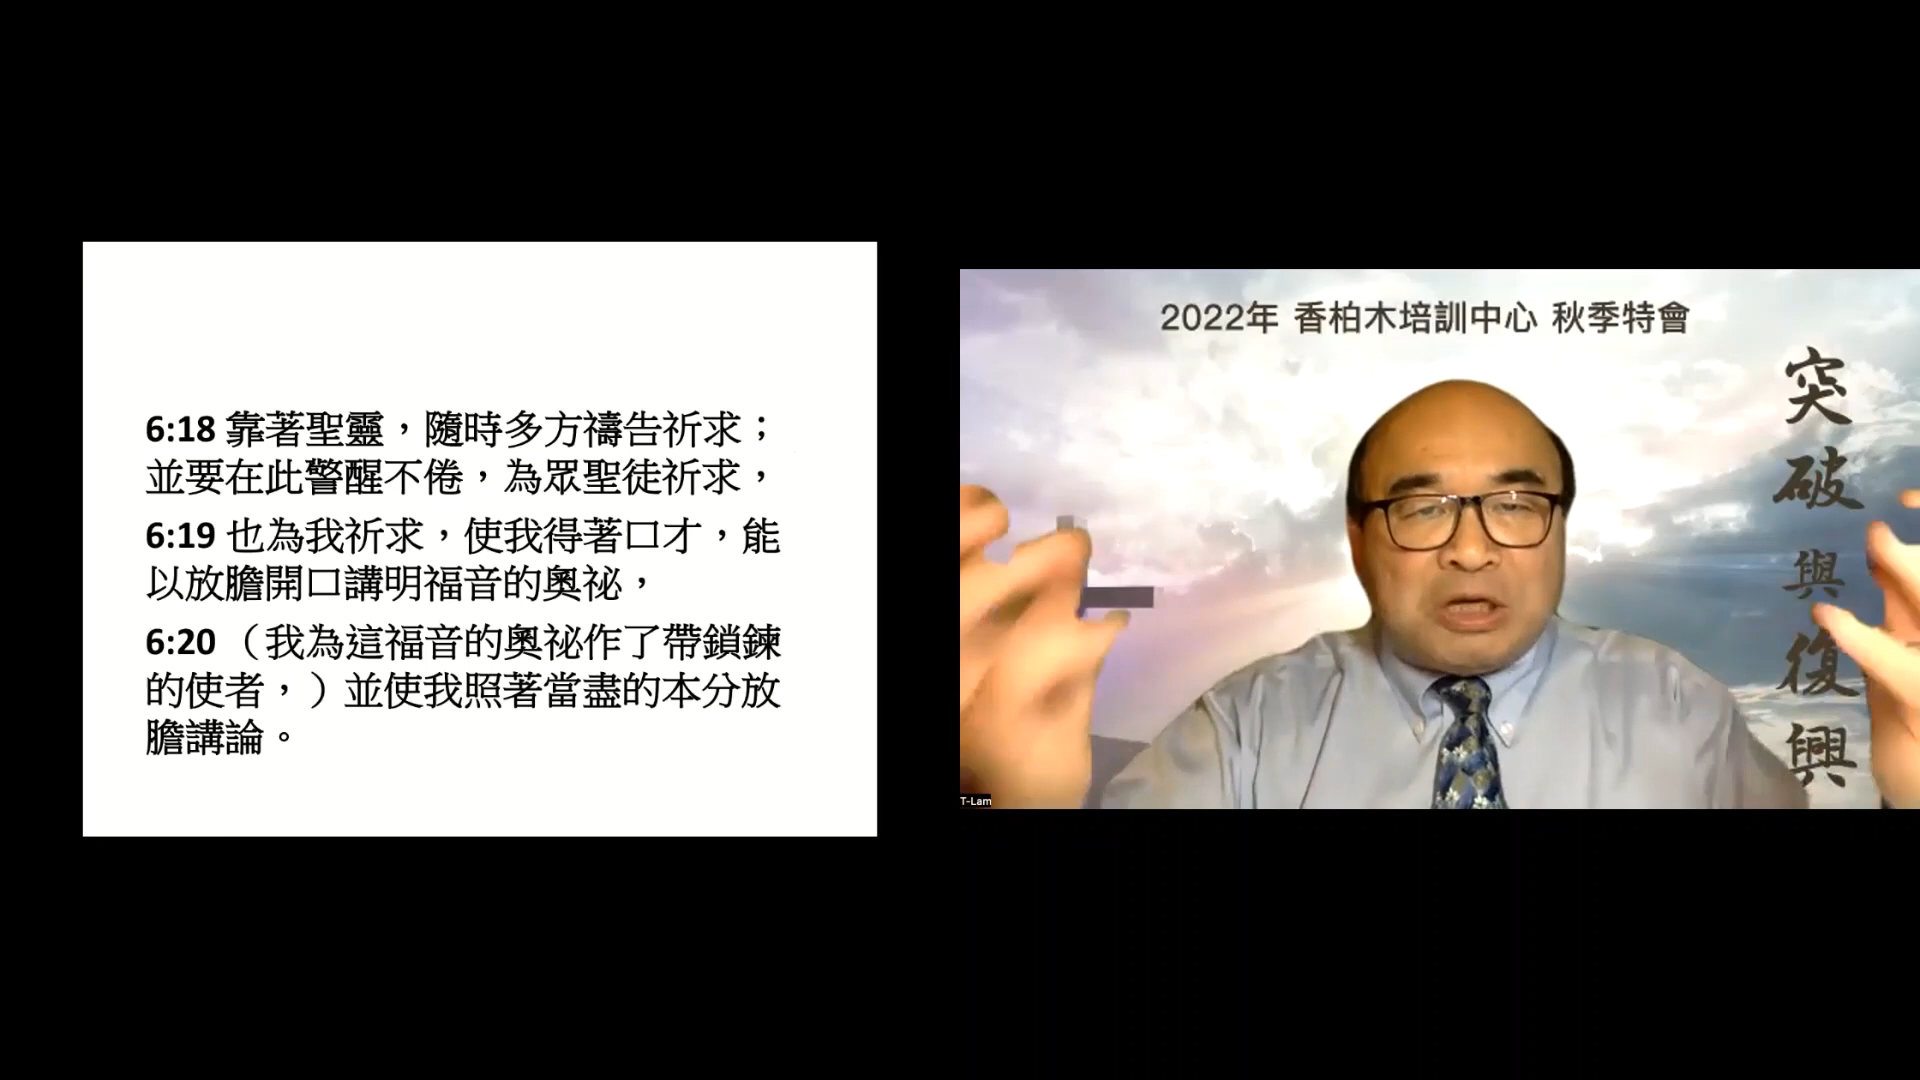 6:18 靠著聖靈，隨時多方禱告祈求；
並要在此警醒不倦，為眾聖徒祈求，
6:19 也為我祈求，使我得著口才，能
以放膽開口講明福音的奧祕，
6:20 （我為這福音的奧祕作了帶鎖鍊
的使者，）並使我照著當盡的本分放
膽講論。
2022年 香柏木培訓中心 秋季特會
突
破
與
復
興
T-Lam